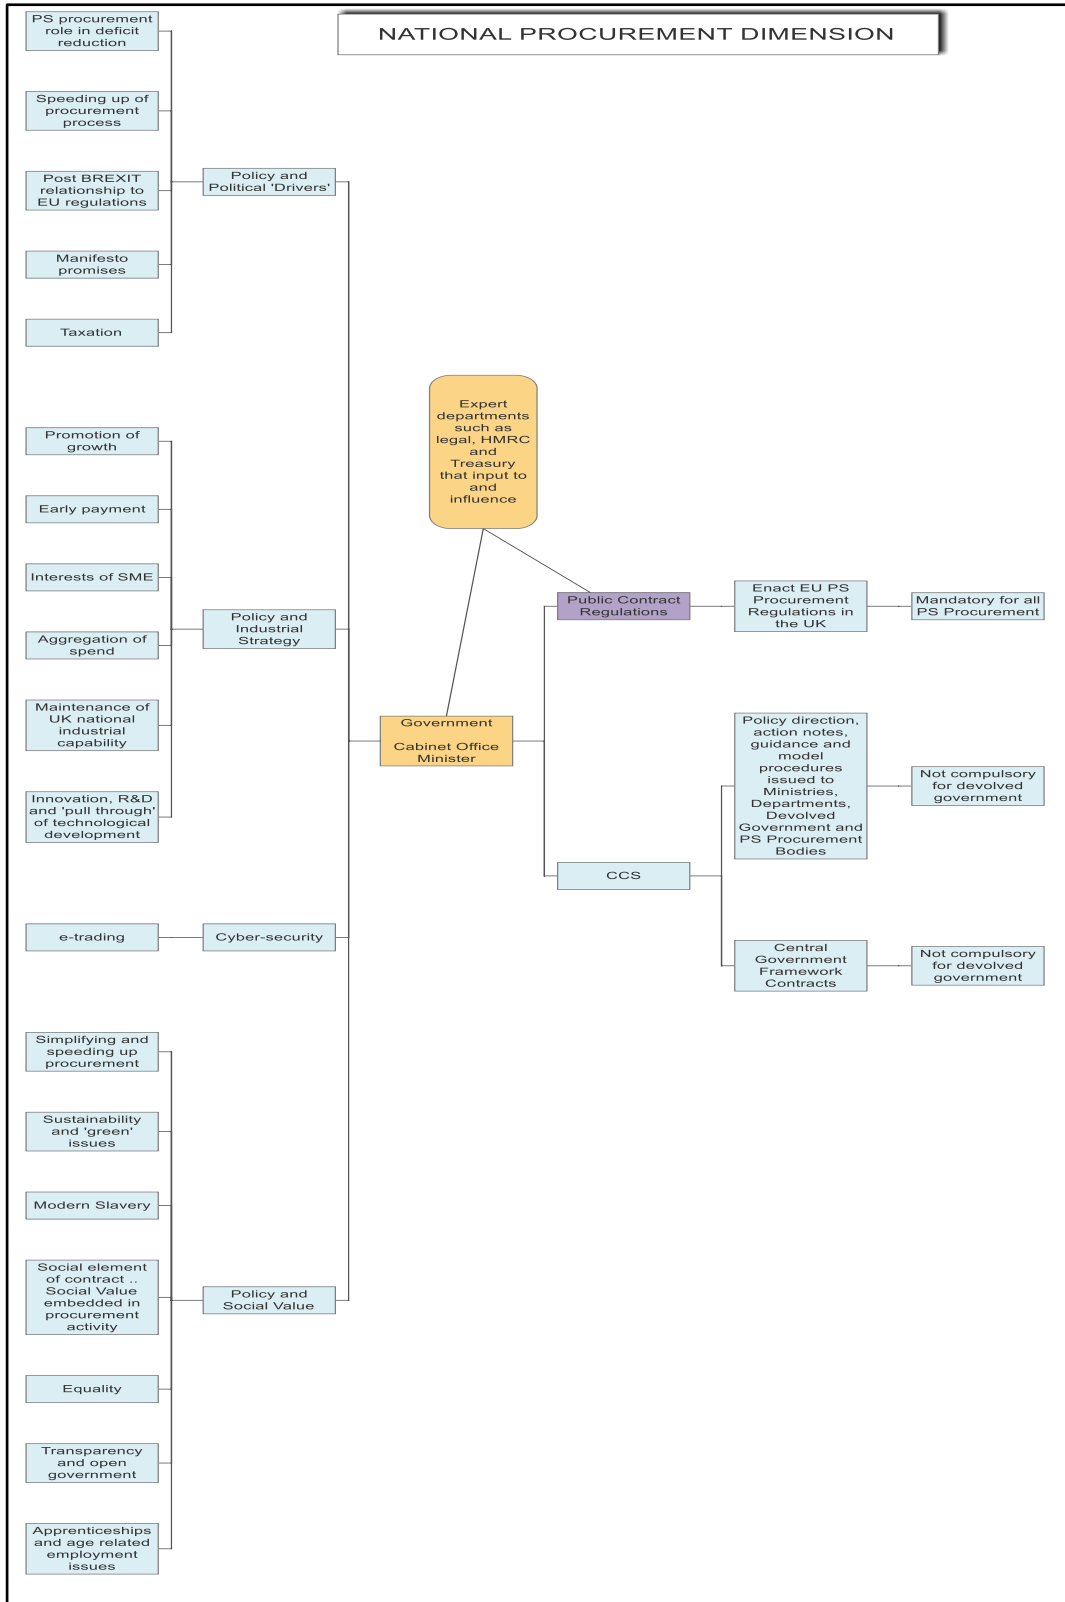 NATIONAL PROCUREMENT DIMENSION
PS procurement
role in deficit
reduction
Speeding up of
procurement
process
Post BREXIT
relationship to
EU regulations
Manifesto
promises
Taxation
Policy and
Political 'Drivers'
Promotion of
growth
Early payment
Interests of SME
Aggregation of
spend
Maintenance of
UK national
industrial
capability
Innovation, R&D
and 'pull through'
of technological
development
Policy and
Industrial
Strategy
e-trading
Cyber-security
Simplifying and
speeding up
procurement
Sustainability
and 'green'
issues
Modern Slavery
Social element
of contract ..
Social Value
embedded in
procurement
activity
Equality
Transparency
and open
government
Apprenticeships
and age related
employment
issues
Policy and
Social Value
Expert
departments
such as
legal, HMRC
and
Treasury
that input to
and
influence
Government
Cabinet Office
Minister
Public Contract
Regulations
Enact EU PS
Procurement
Regulations in
the UK
Mandatory for all
PS Procurement
CCS
Policy direction,
action notes,
guidance and
model
procedures
issued to
Ministries,
Departments,
Devolved
Government and
PS Procurement
Bodies
Not compulsory
for devolved
government
Central
Government
Framework
Contracts
Not compulsory
for devolved
government